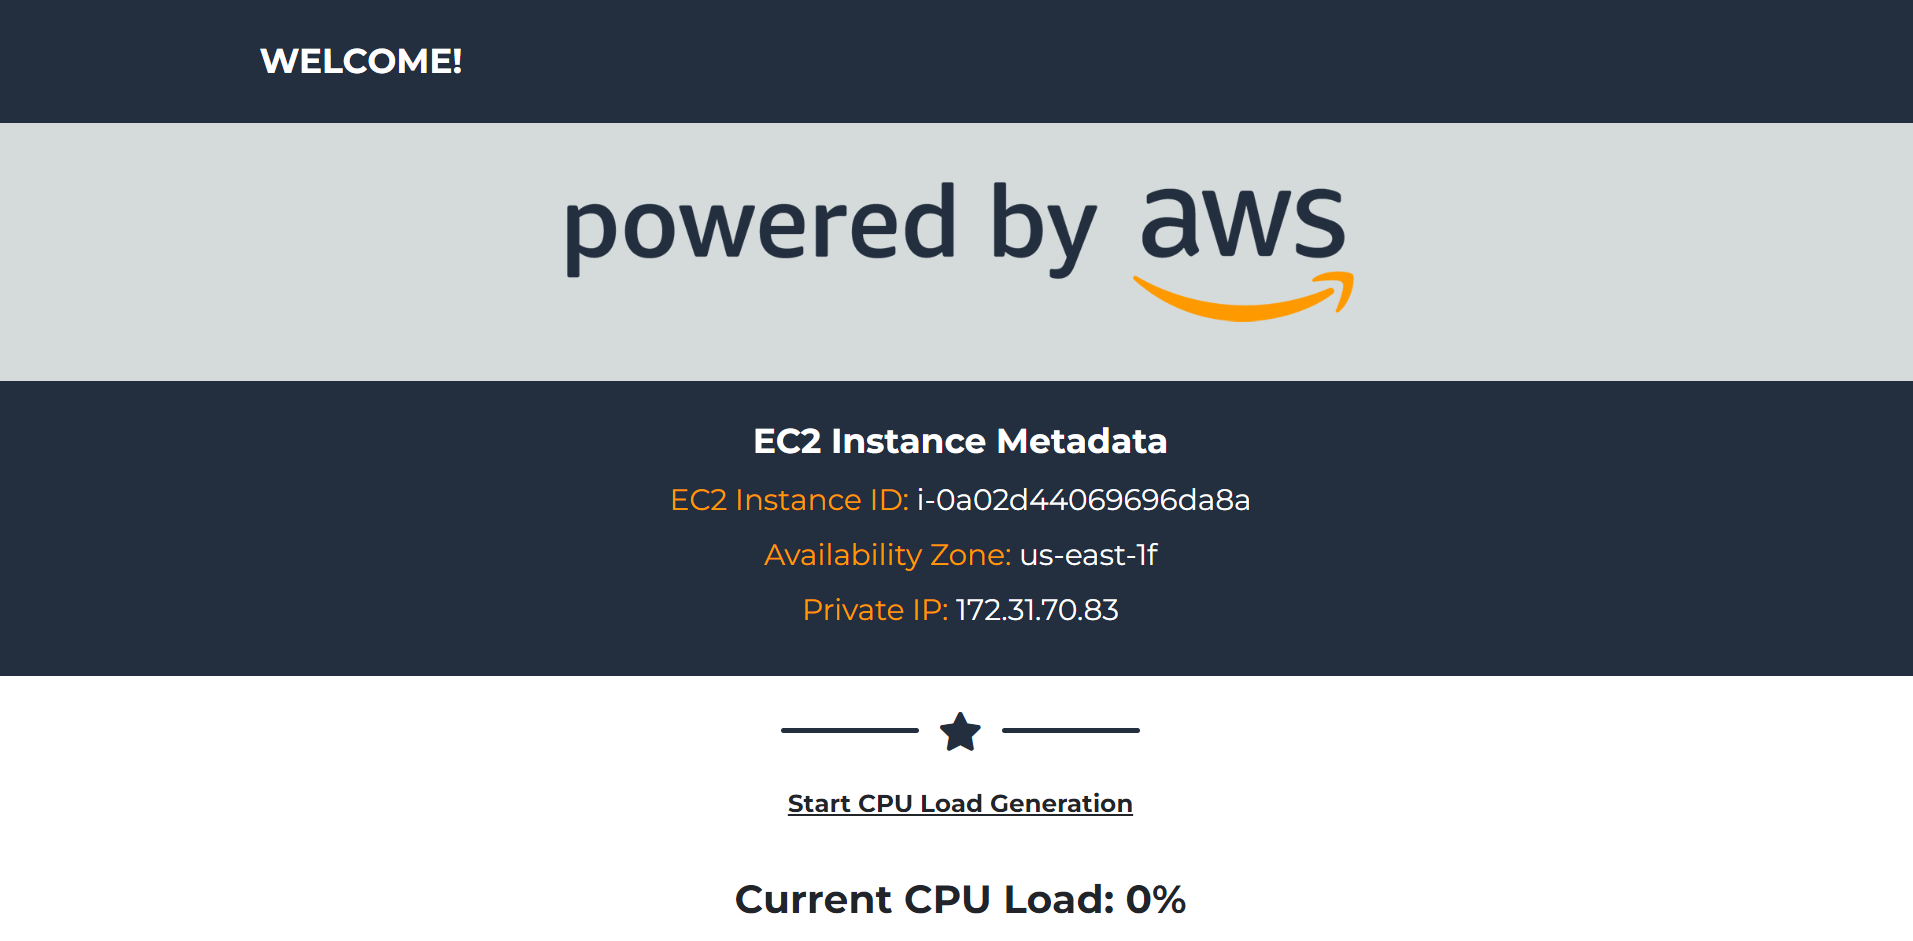 WELCOME!
powered by aws
EC2 Instance Metadata
EC2 Instance ID: i-0a02d44069696da8a
Availability Zone: us-east-1f
Private IP: 172.31.70.83
Start CPU Load Generation
Current CPU Load: 0%